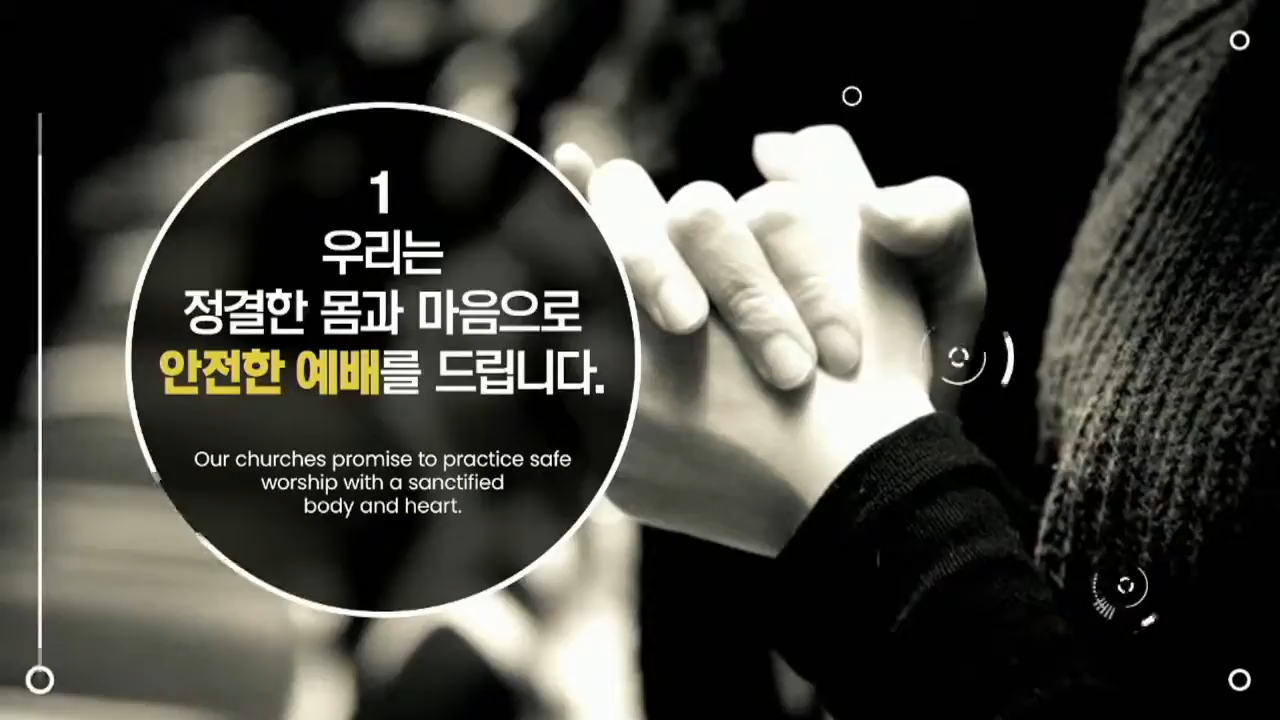 1
우리는
정결한 몸과 마음으로
안전한 예배를 드립니다.
Our churches promise to practice safe
worship with a sanctified
body and heart.